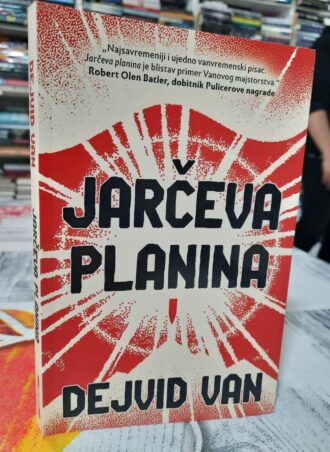 „Najsavremeniji i ujedno vanvremenski pisac.
Jarčeva planina je blistav primer Vanovog majstorstva.“
Robert Olen Batler, dobitnik Pulicerove nagrade
JARČEVA
PLANINA
DEJVID VAN
DEJVID VAN
JARČEVA PLANINA